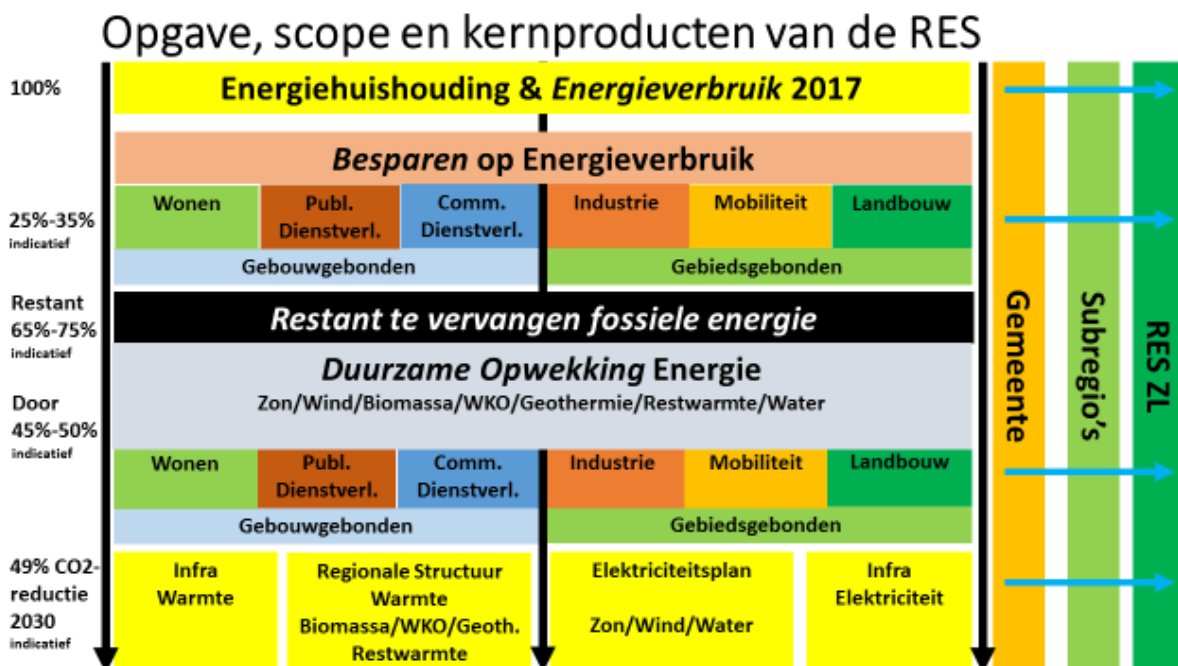 Opgave, scope en kernproducten van de RES
100%
Energiehuishouding & Energieverbruik 2017
Besparen op Energieverbruik
25%-35%
indicatief
Wonen
Publ.
Dienstverl.
Comm.
Dienstverl.
Industrie
Mobiliteit
Landbouw
Gebouwgebonden
Gebiedsgebonden
Restant
65%-75%
indicatief
Restant te vervangen fossiele energie
Duurzame Opwekking Energie
Zon/Wind/Biomassa/WKO/Geothermie/Restwarmte/Water
Door
45%-50%
indicatief
Wonen
Publ.
Dienstverl.
Comm.
Dienstverl.
Industrie
Mobiliteit
Landbouw
Gebouwgebonden
Gebiedsgebonden
49% CO2-
reductie
2030
indicatief
Infra
Warmte
Regionale Structuur
Warmte
Biomassa/WKO/Geoth.
Restwarmte
Elektriciteitsplan
Zon/Wind/Water
Infra
Elektriciteit
Gemeente
Subregio's
RES ZL